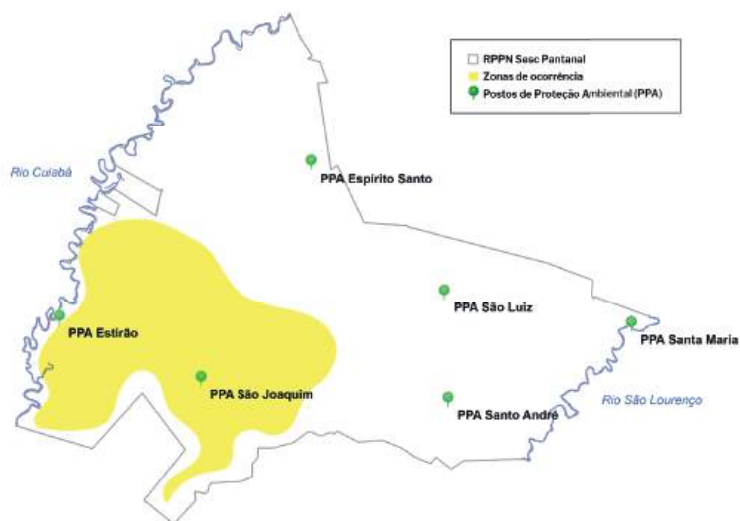 RPPN Sesc Pantanal
Zonas de ocorrência
Postos de Proteção Ambiental (PPA)
Rio Cuiabá
PPA Espírito Santo
PPA São Luiz
PPA Estirão
PPA Santa Maria
PPA São Joaquim
PPA Santo André
Rio São Lourenço